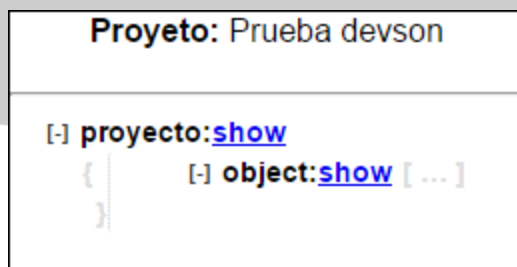 Proyeto: Prueba devson
[-] proyecto:show
{ [-] object:show [ ... ]
}